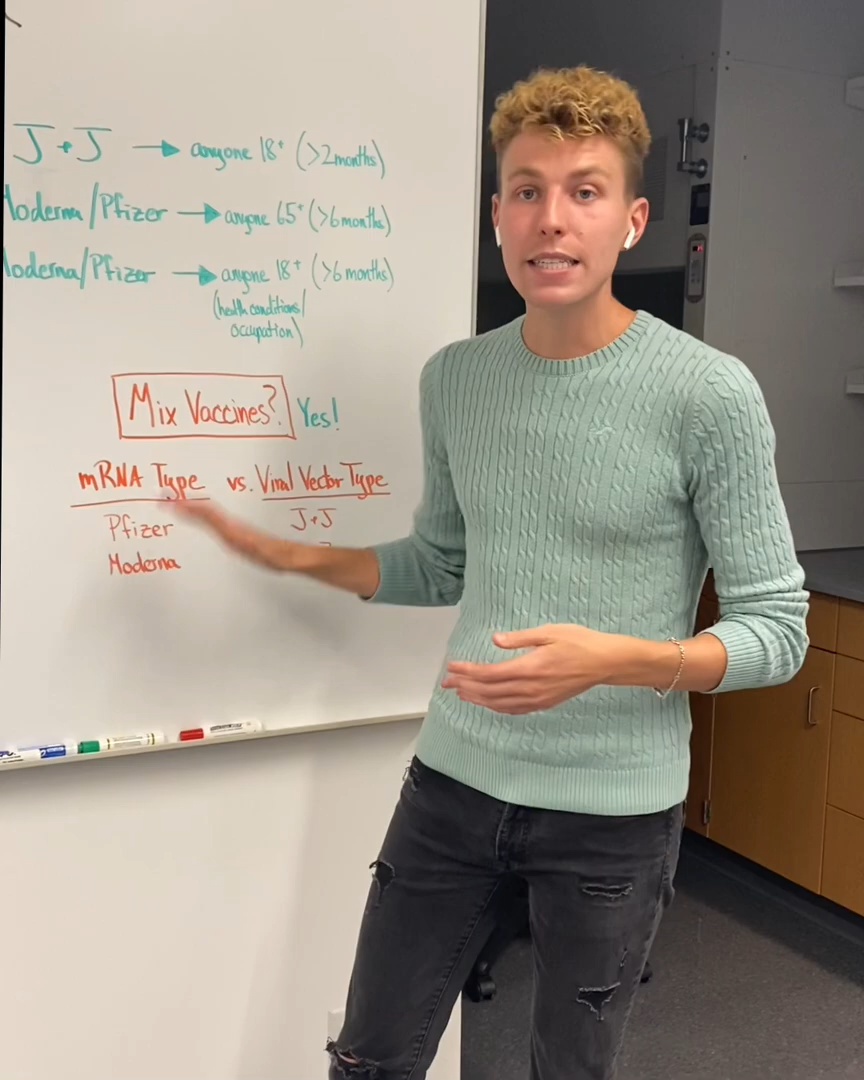 J+J → anyone 18+ (>2months)
Moderna/Pfizer → anyone 65+ (>6months)
Moderna/Pfizer → anyone 18+ (>6 months)
(health conditions/
occupation)
Mix Vaccines? Yes!
mRNA Type vs. Viral Vector Type
Pfizer J+J
Moderna